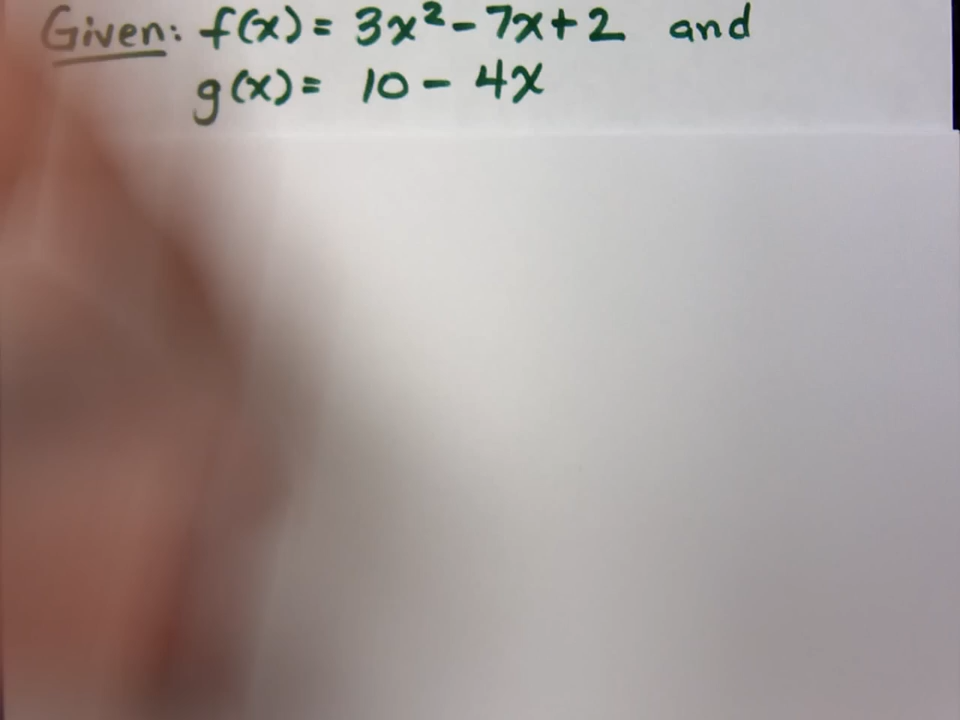 Given: f(x) = 3x² - 7x + 2 and
g(x) = 10 - 4x